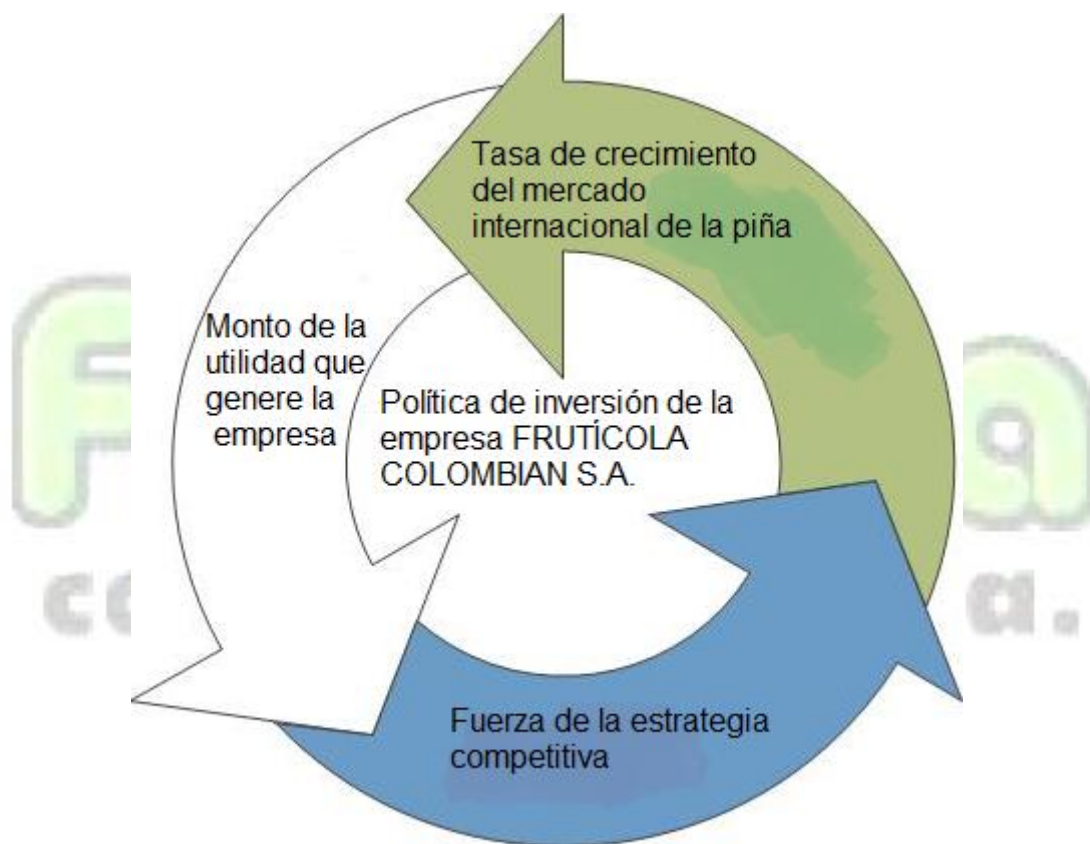 Tasa de crecimiento
del mercado
internacional de la piña
Monto de la
utilidad que
genere la
empresa
Política de inversión de la
empresa FRUTÍCOLA
COLOMBIAN S.A.
Fuerza de la estrategia
competitiva